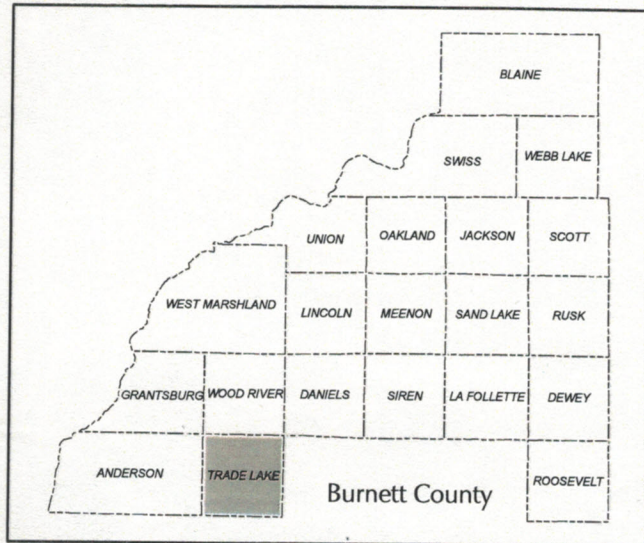 BLAINE
SWISS
WEBB LAKE
UNION
OAKLAND
JACKSON
SCOTT
WEST MARSHLAND
LINCOLN
MEENON
SAND LAKE
RUSK
GRANTSBURG
WOOD RIVER
DANIELS
SIREN
LA FOLLETTE
DEWEY
ANDERSON
TRADE LAKE
Burnett County
ROOSEVELT